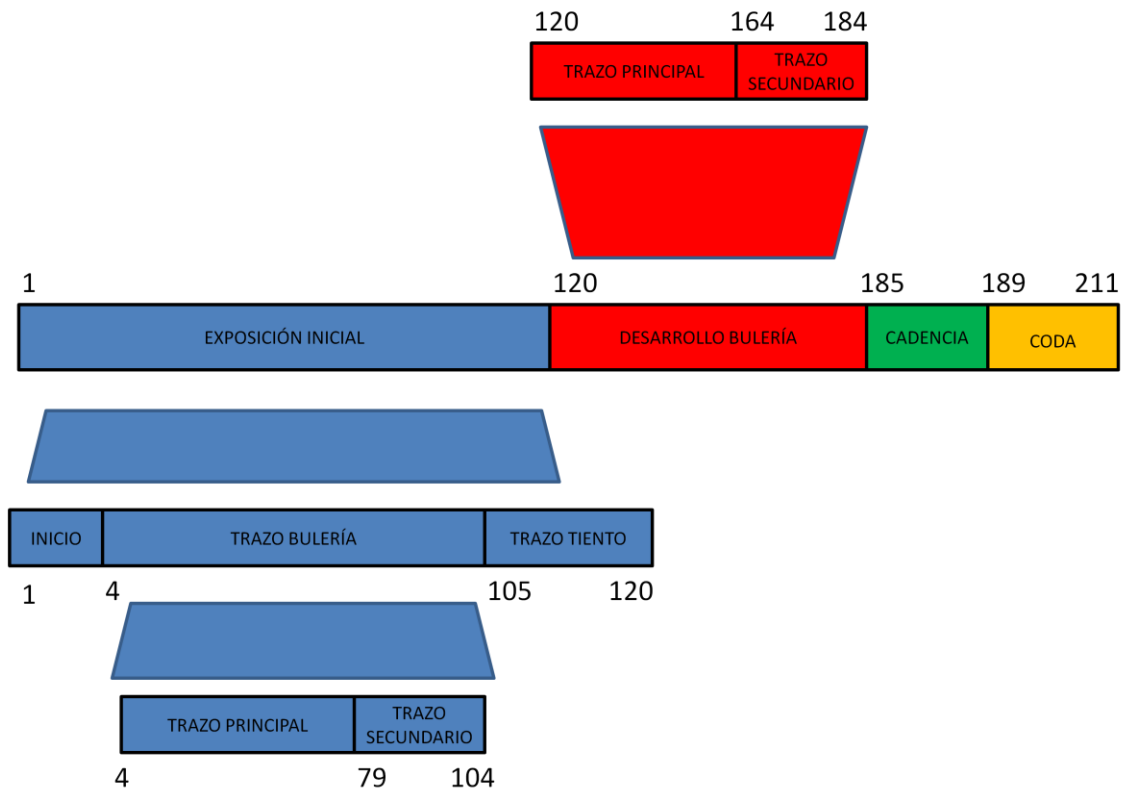 120 164 184
TRAZO PRINCIPAL
TRAZO
SECUNDARIO
1 120 185 189 211
EXPOSICIÓN INICIAL
DESARROLLO BULERÍA
CADENCIA
CODA
INICIO
TRAZO BULERÍA
TRAZO TIENTO
1 4 105 120
TRAZO PRINCIPAL
TRAZO
SECUNDARIO
4 79 104